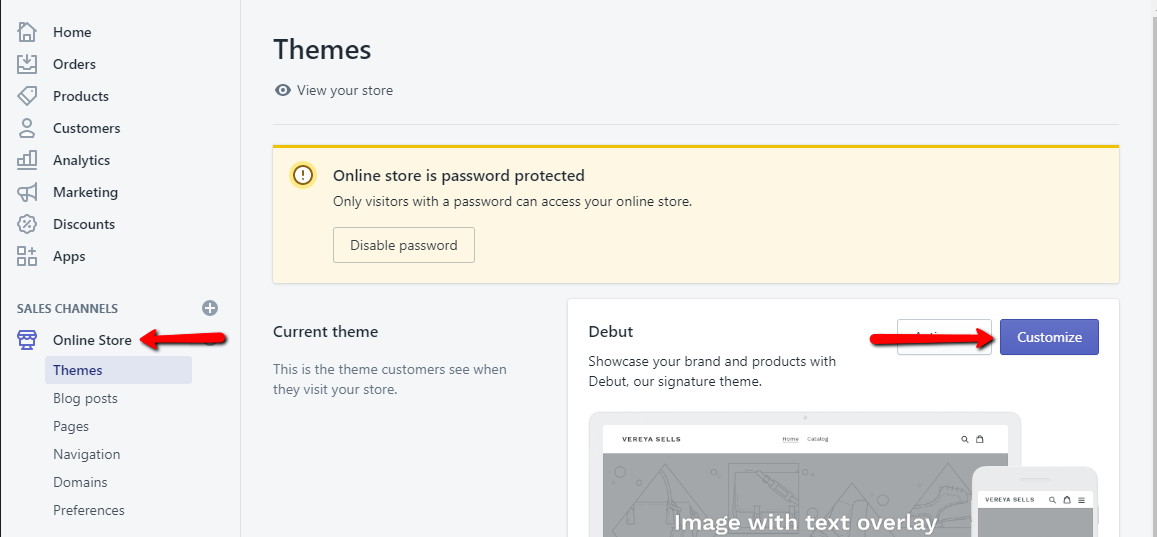 Home
Orders
Products
Customers
Analytics
Marketing
Discounts
Apps
SALES CHANNELS
Online Store
Themes
Blog posts
Pages
Navigation
Domains
Preferences
Themes
View your store
Online store is password protected
Only visitors with a password can access your online store.
Disable password
Current theme
This is the theme customers see when
they visit your store.
Debut
Customize
Showcase your brand and products with
Debut, our signature theme.
VEREYA SELLS Home Catalog
Image with text overlay
VEREYA SELLS